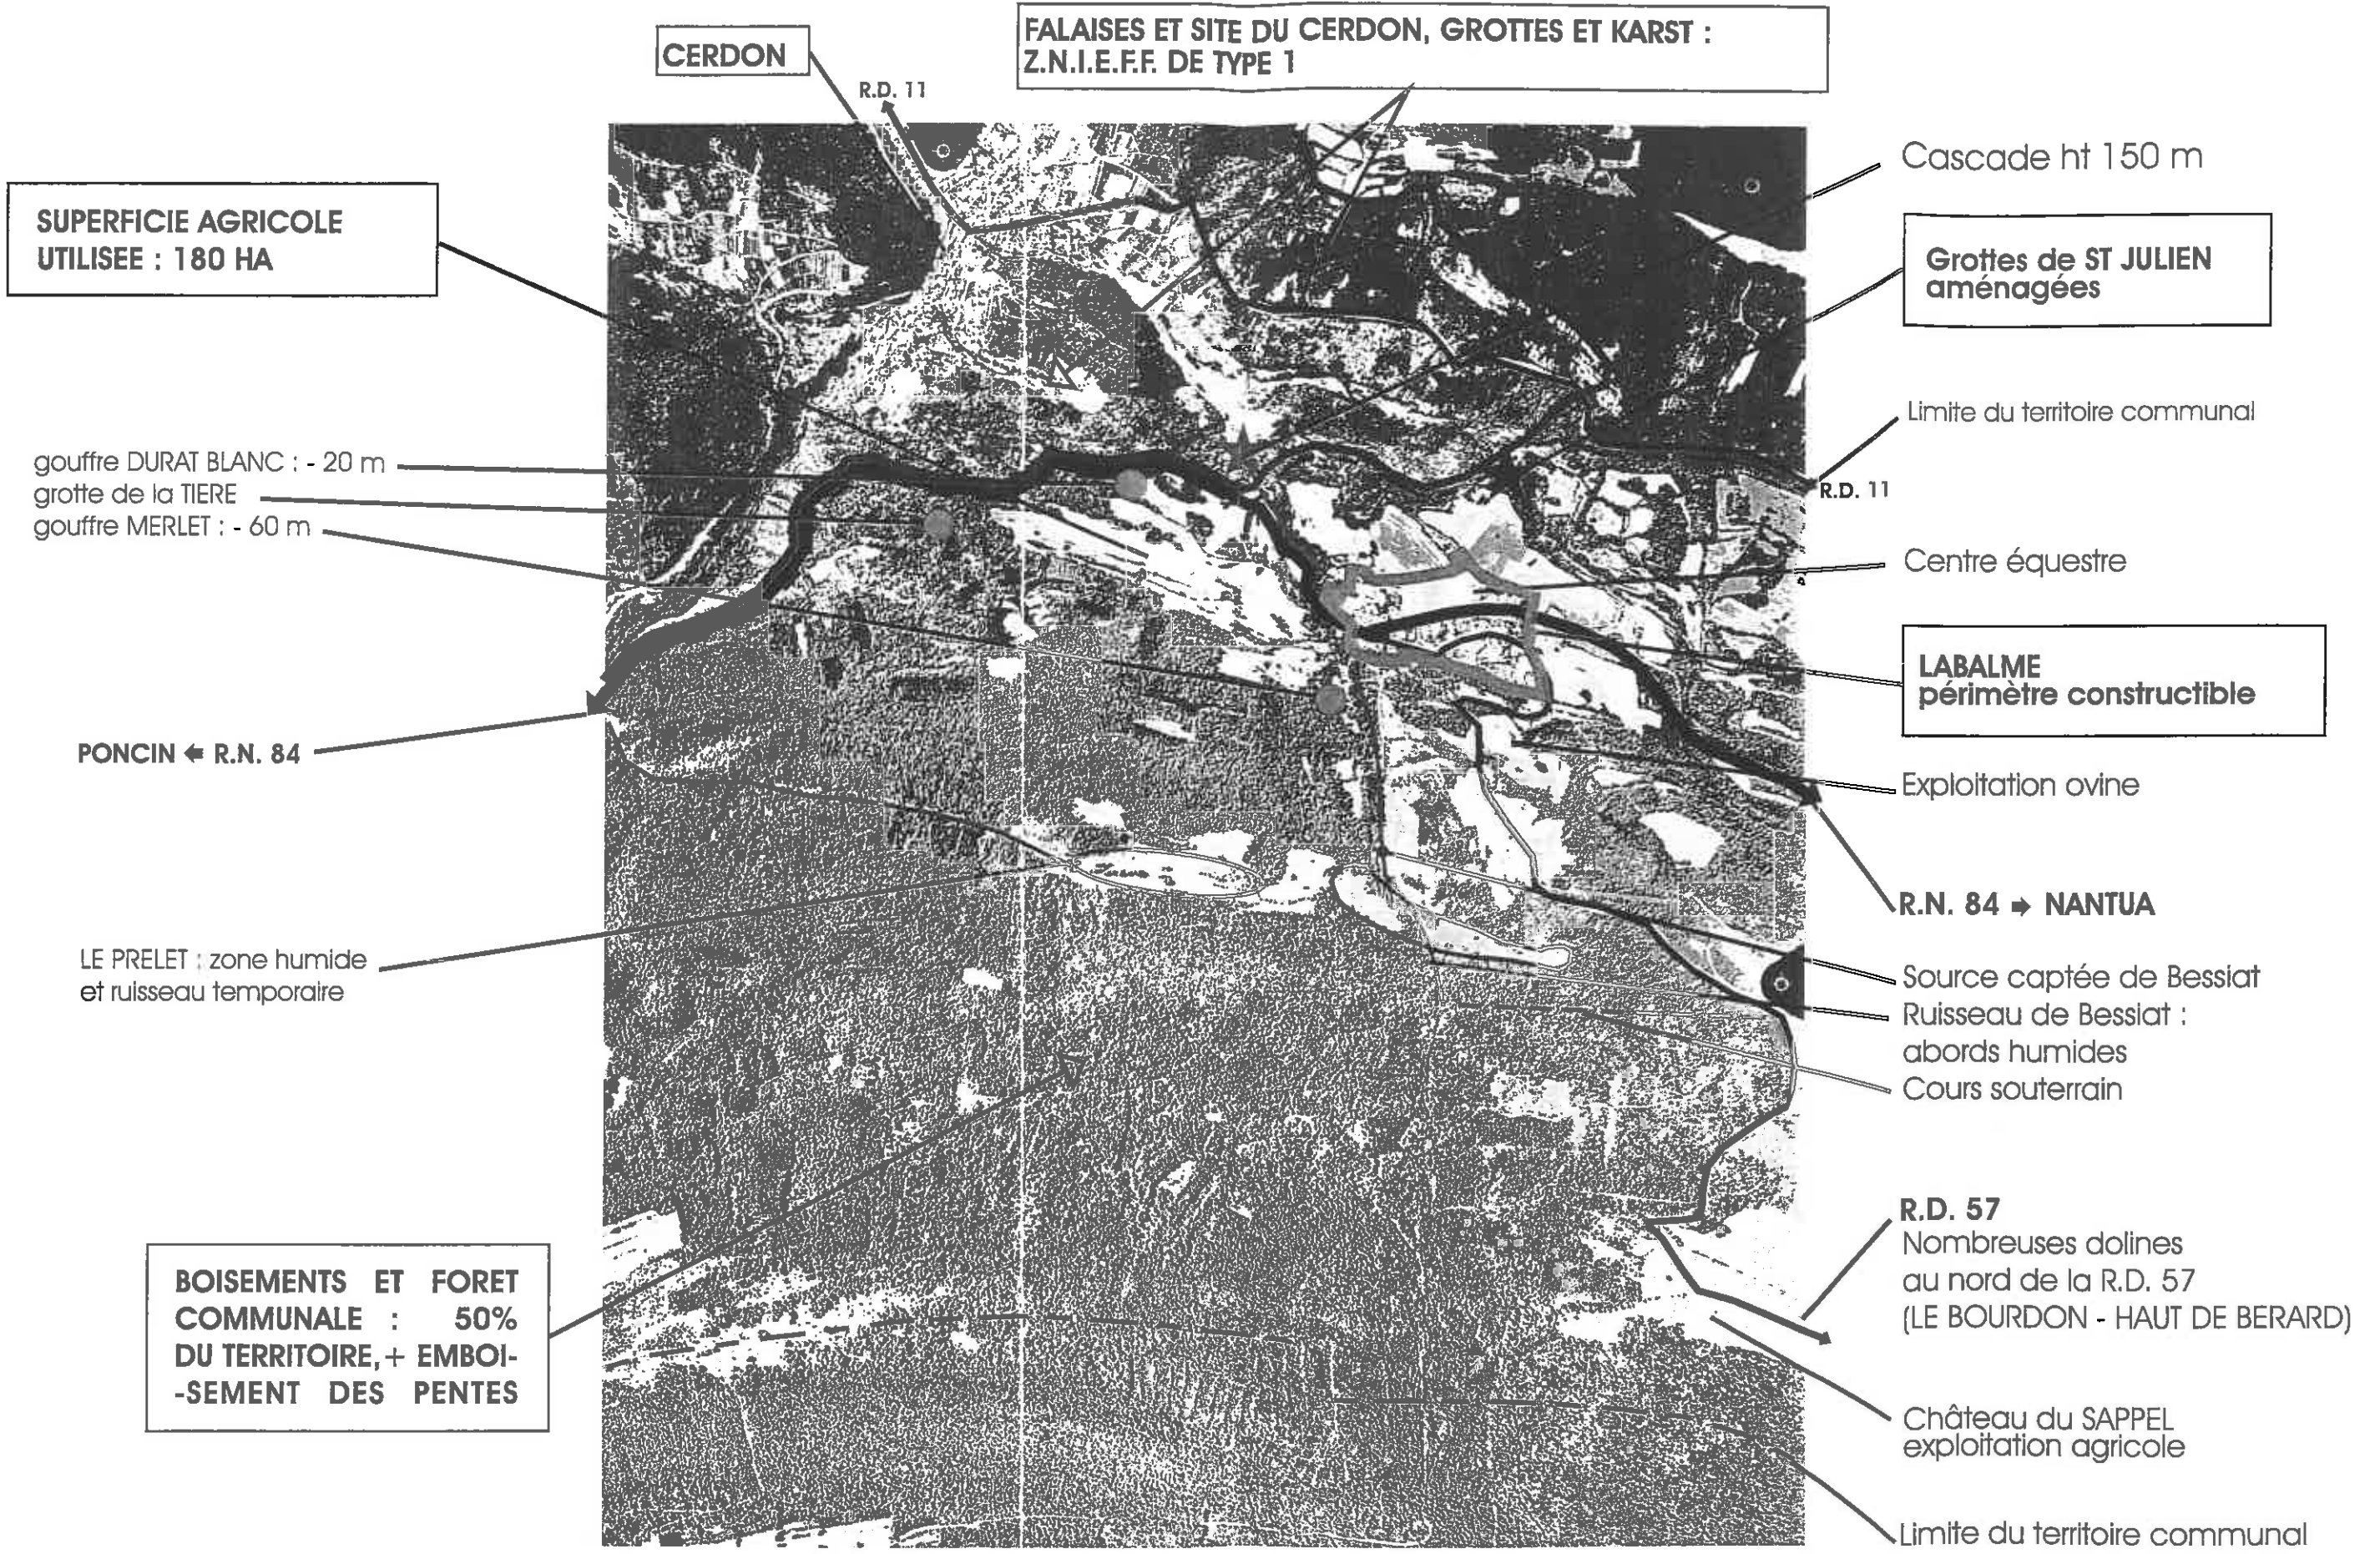 CERDON
R.D. 11
FALAISES ET SITE DU CERDON, GROTTES ET KARST :
Z.N.I.E.F.F. DE TYPE 1
SUPERFICIE AGRICOLE
UTILISEE : 180 HA
gouffre DURAT BLANC : - 20 m
grotte de la TIERE
gouffre MERLET : - 60 m
PONCIN ← R.N. 84
LE PRELET : zone humide
et ruisseau temporaire
BOISEMENTS ET FORET
COMMUNALE : 50%
DU TERRITOIRE,+ EMBOI-
-SEMENT DES PENTES
Cascade ht 150 m
Grottes de ST JULIEN
aménagées
Limite du territoire communal
R.D. 11
Centre équestre
LABALME
périmètre constructible
Exploitation ovine
R.N. 84 → NANTUA
Source captée de Bessiat
Ruisseau de Bessiat :
abords humides
Cours souterrain
R.D. 57
Nombreuses dolines
au nord de la R.D. 57
(LE BOURDON - HAUT DE BERARD)
Château du SAPPEL
exploitation agricole
Limite du territoire communal